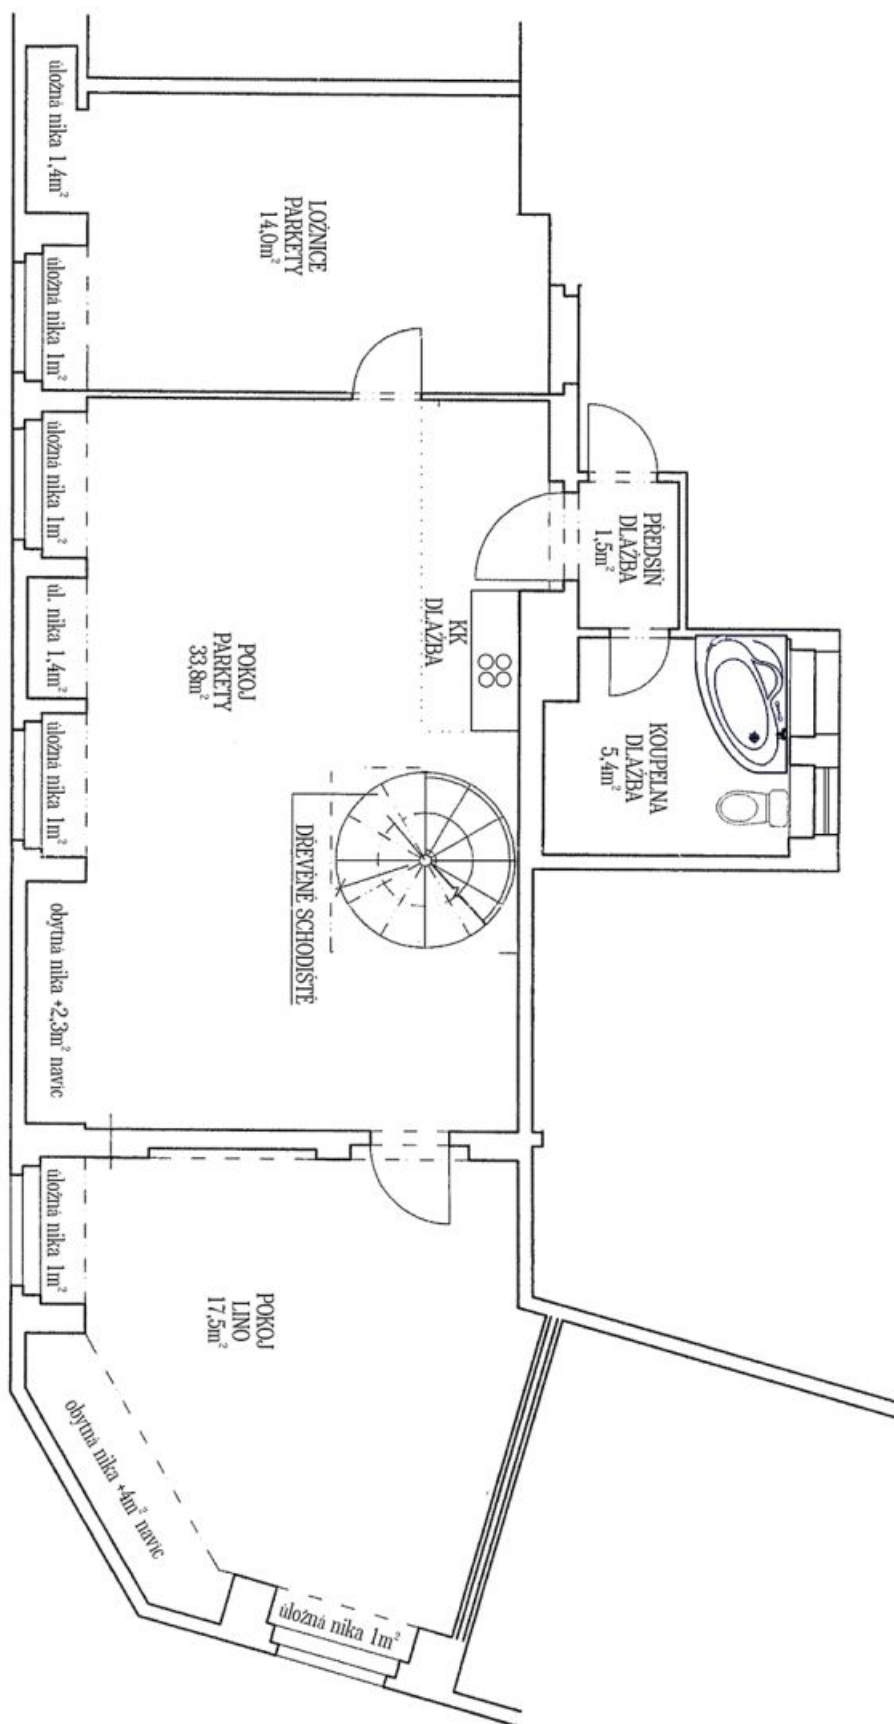 úložná nika 1,4m²
LOŽNICE
PARKETY
14,0m²
úložná nika 1m²
úložná nika 1m²
PŘEDSÍŇ
DLAŽBA
1,5m²
úl. nika 1,4m²
KK
DLAŽBA
POKOJ
PARKETY
33,8m²
KOUPELNA
DLAŽBA
5,4m²
úložná nika 1m²
DŘEVĚNÉ SCHODIŠTĚ
obytná nika +2,3m² navíc
úložná nika 1m²
POKOJ
LINO
17,5m²
obytná nika +4m² navíc
úložná nika 1m²